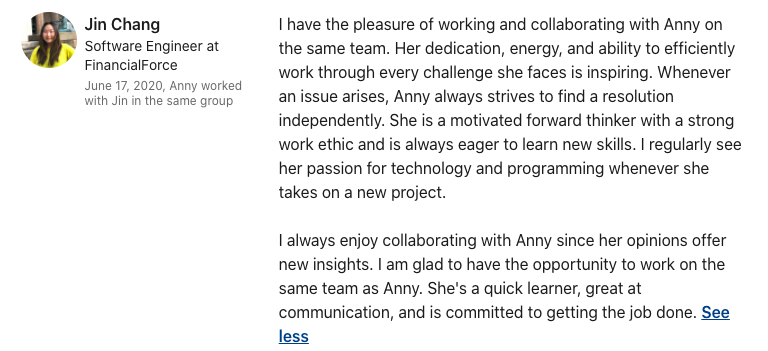 Jin Chang
Software Engineer at
FinancialForce
June 17, 2020, Anny worked
with Jin in the same group
I have the pleasure of working and collaborating with Anny on
the same team. Her dedication, energy, and ability to efficiently
work through every challenge she faces is inspiring. Whenever
an issue arises, Anny always strives to find a resolution
independently. She is a motivated forward thinker with a strong
work ethic and is always eager to learn new skills. I regularly see
her passion for technology and programming whenever she
takes on a new project.
I always enjoy collaborating with Anny since her opinions offer
new insights. I am glad to have the opportunity to work on the
same team as Anny. She's a quick learner, great at
communication, and is committed to getting the job done. See
less